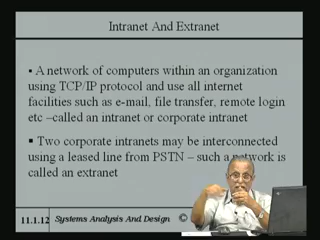 Intranet And Extranet
▪ A network of computers within an organization
using TCP/IP protocol and use all internet
facilities such as e-mail, file transfer, remote login
etc –called an intranet or corporate intranet
▪ Two corporate intranets may be interconnected
using a leased line from PSTN – such a network is
called an extranet
11.1.12 Systems Analysis And Design ©